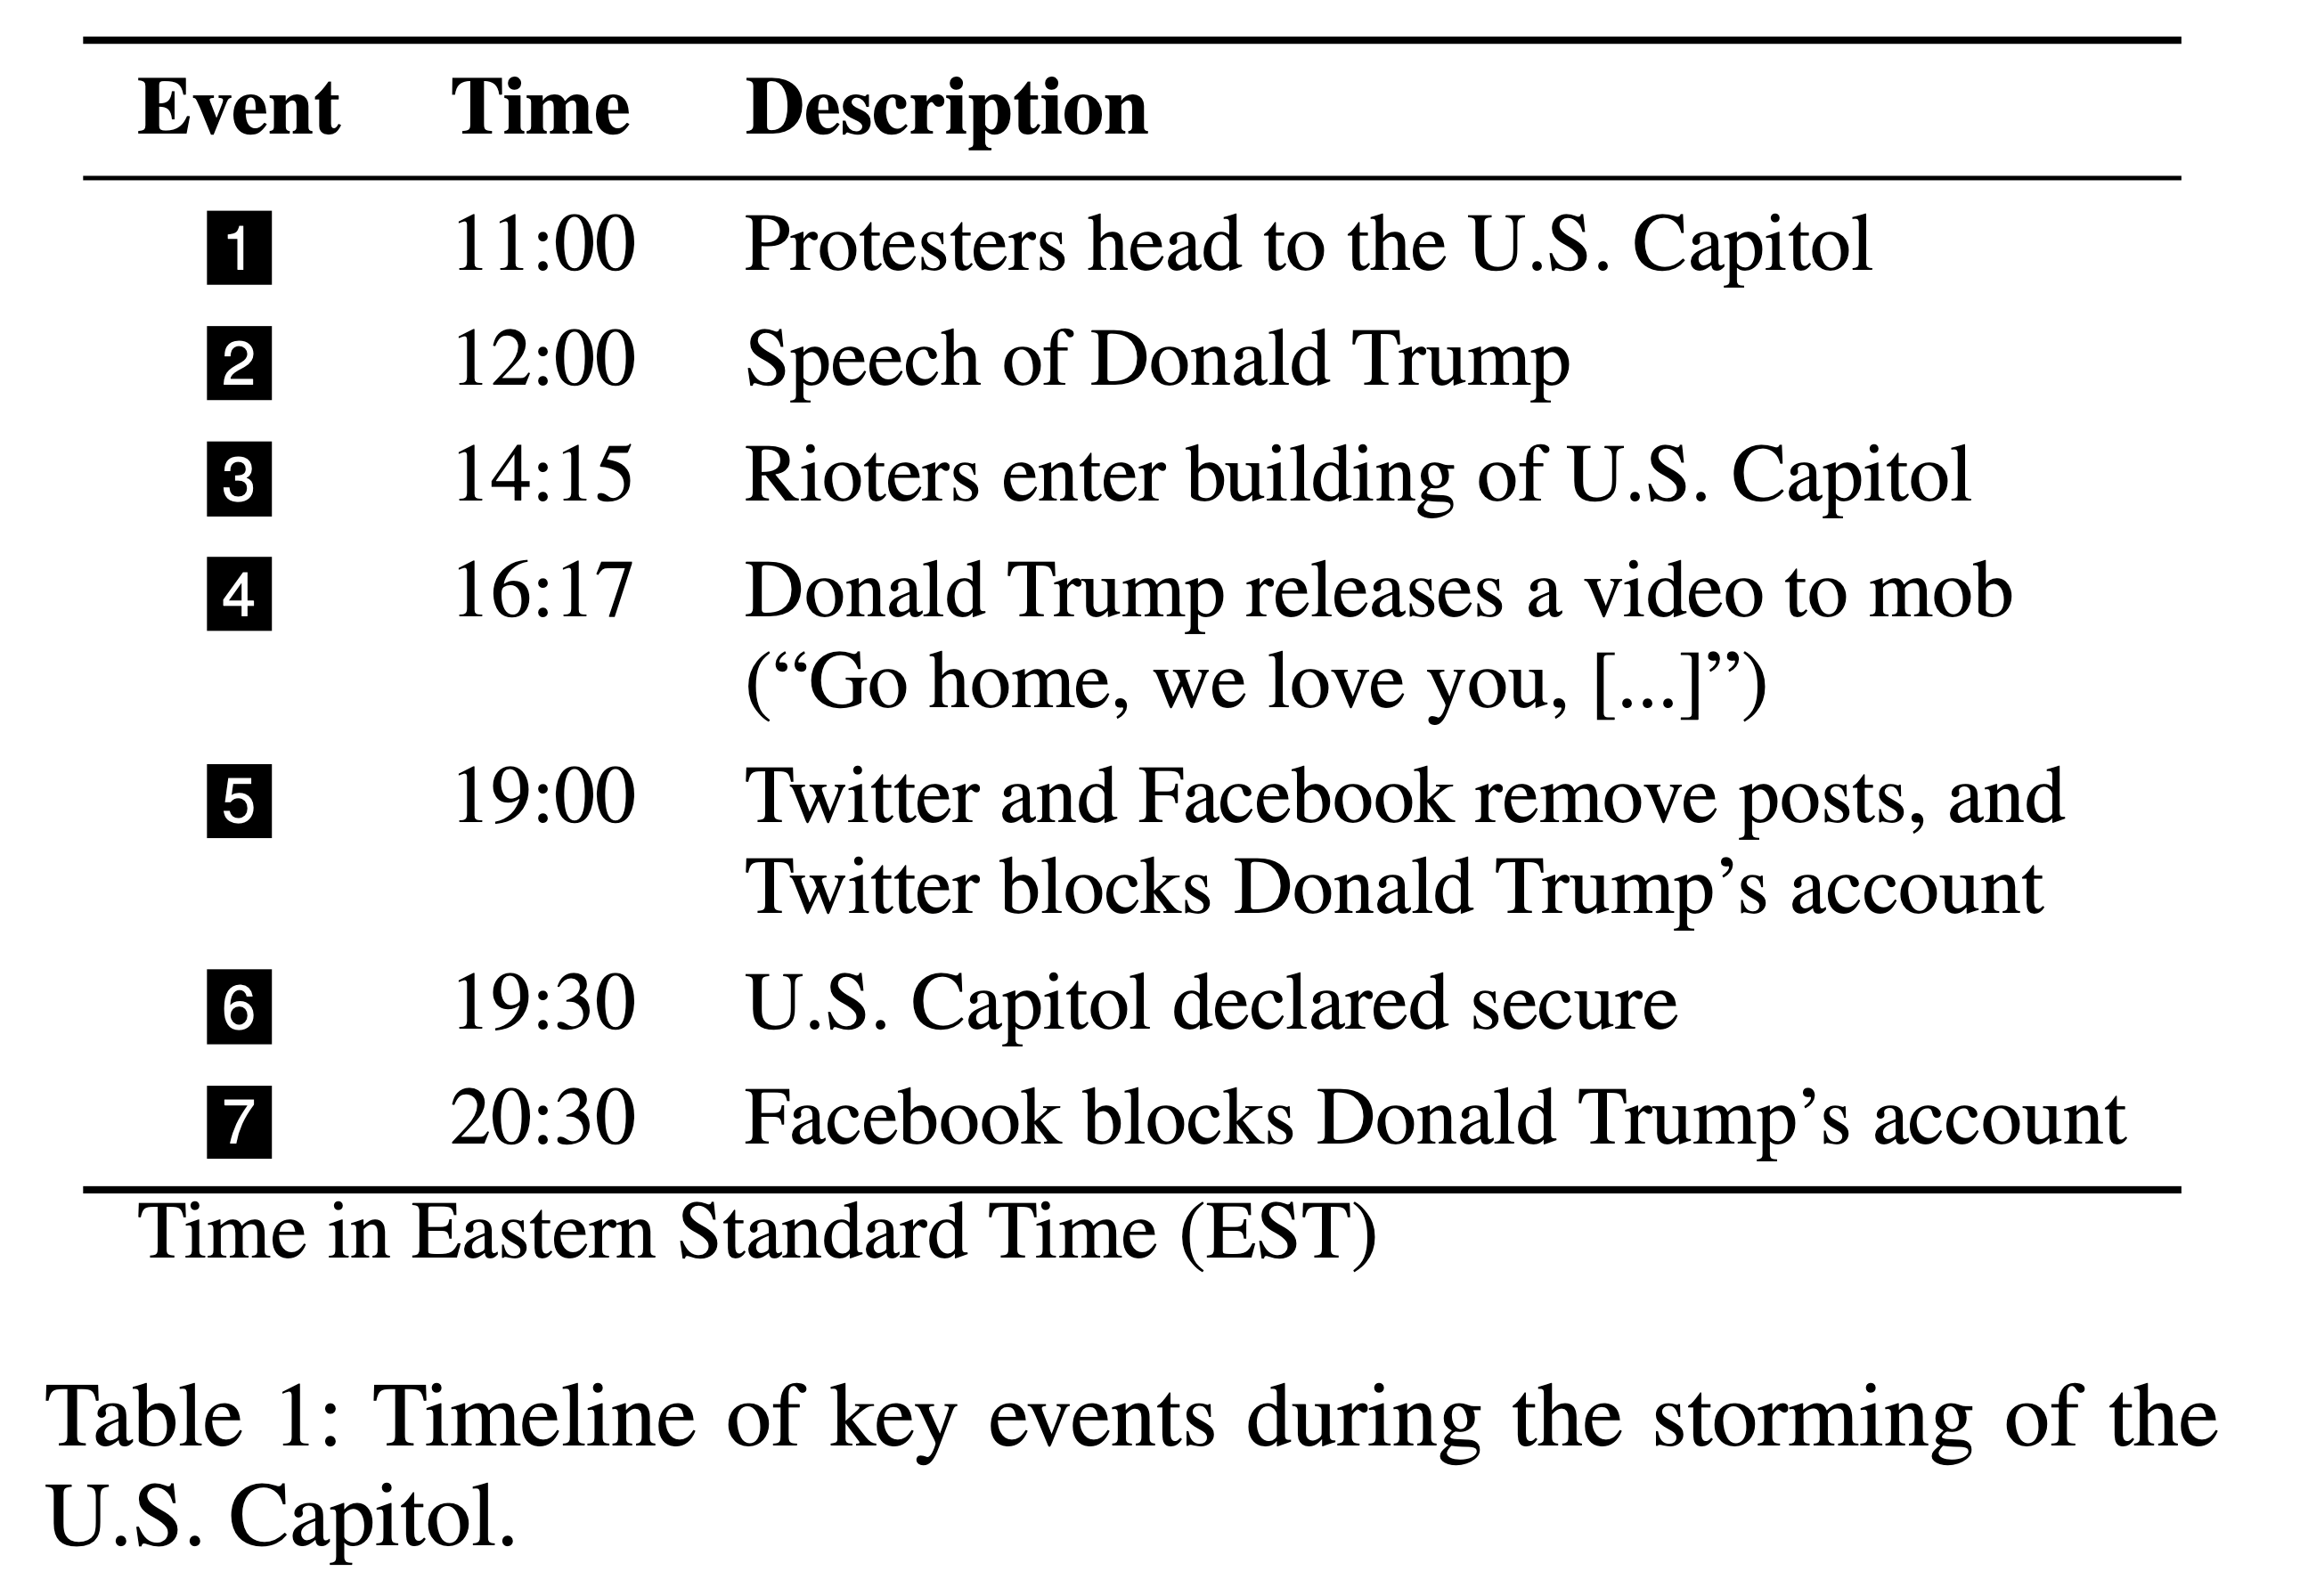 Event Time Description
1 11:00 Protesters head to the U.S. Capitol
2 12:00 Speech of Donald Trump
3 14:15 Rioters enter building of U.S. Capitol
4 16:17 Donald Trump releases a video to mob
(“Go home, we love you, [...]”)
5 19:00 Twitter and Facebook remove posts, and
Twitter blocks Donald Trump’s account
6 19:30 U.S. Capitol declared secure
7 20:30 Facebook blocks Donald Trump’s account
Time in Eastern Standard Time (EST)
Table 1: Timeline of key events during the storming of the
U.S. Capitol.